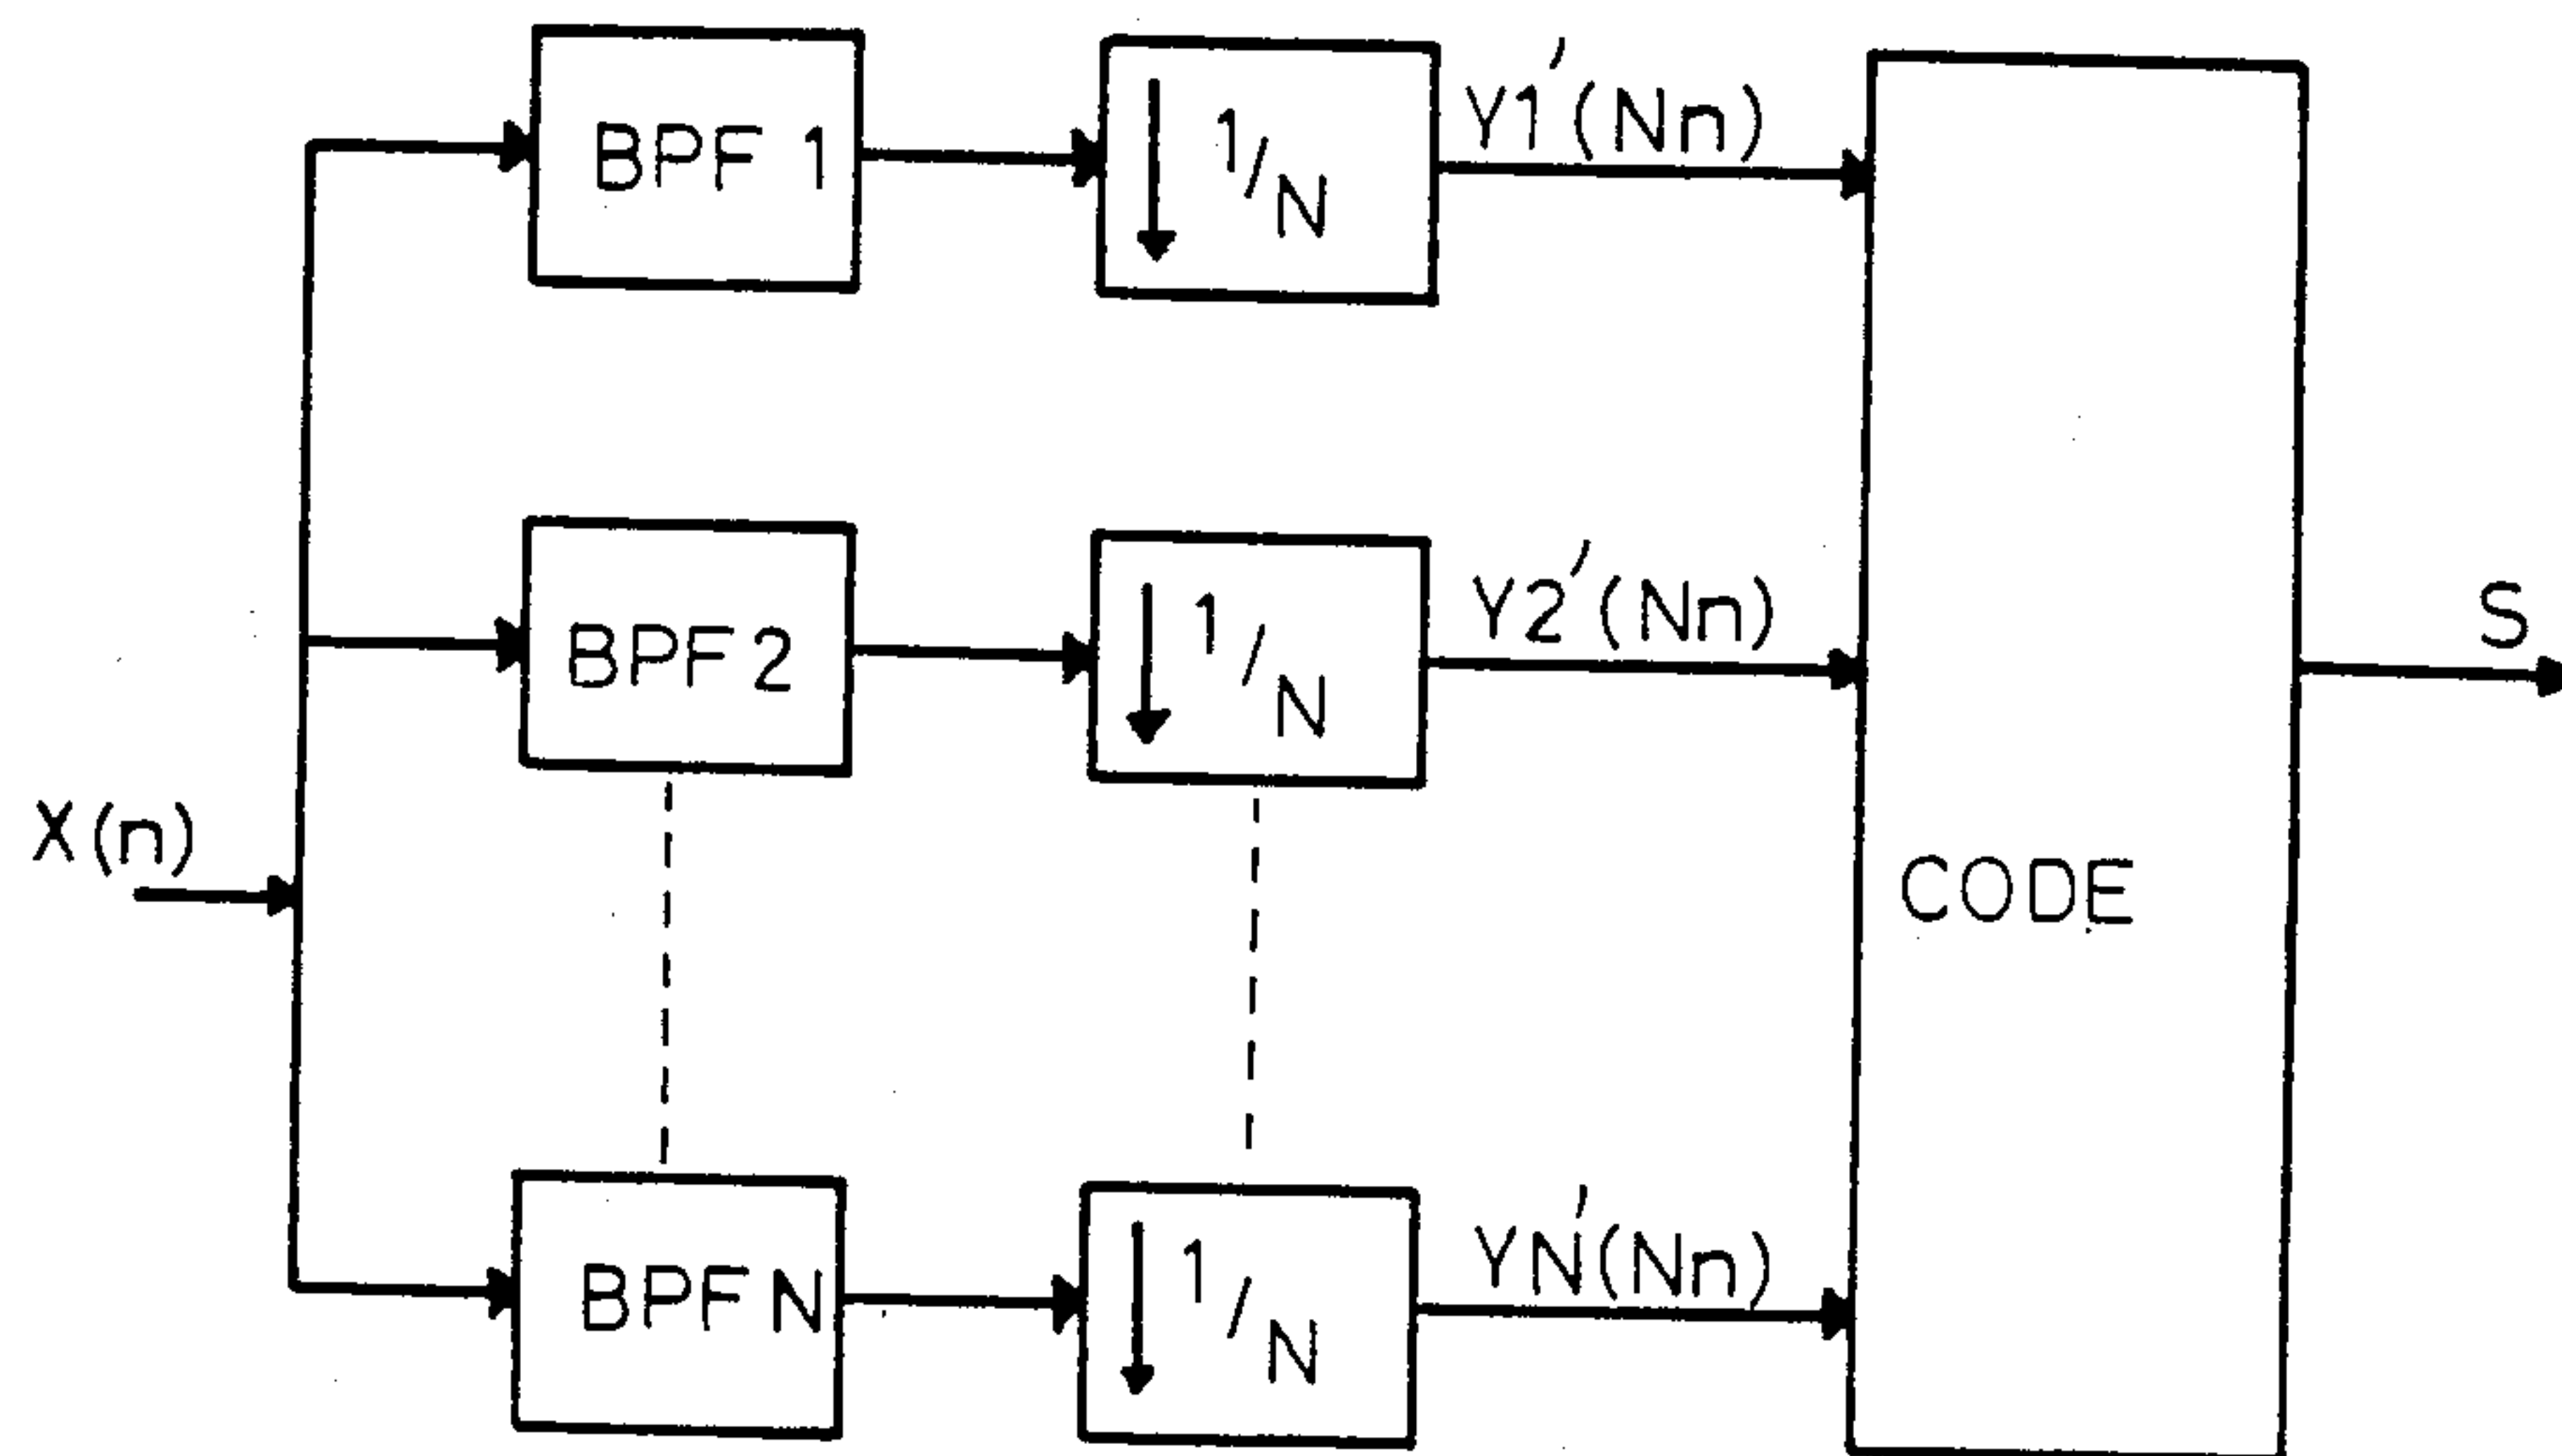 BPF 1
1/N
Y1'(Nn)
BPF 2
1/N
Y2'(Nn)
S
X(n)
CODE
BPF N
1/N
YN'(Nn)